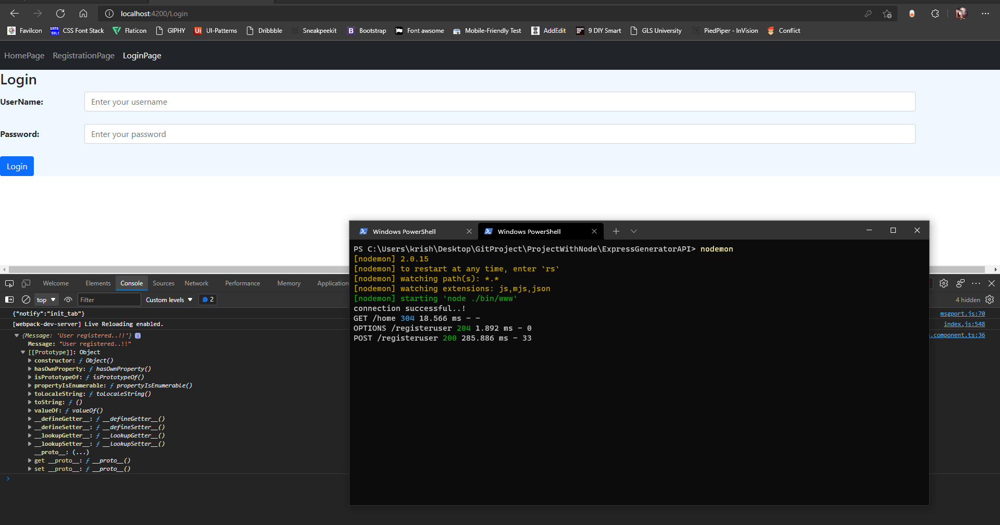 localhost:4200/Login
FaviIcon CSS Font Stack Flaticon GIPHY UI UI-Patterns Dribbble Sneakpeekit B Bootstrap Font awsome Mobile-Friendly Test AddEdit 9 DIY Smart GLS University PiedPiper - InVision Conflict
HomePage RegistrationPage LoginPage
Login
UserName: Enter your username
Password: Enter your password
Login
Windows PowerShell Windows PowerShell
PS C:\Users\krish\Desktop\GitProject\ProjectWithNode\ExpressGeneratorAPI> nodemon
[nodemon] 2.0.15
[nodemon] to restart at any time, enter `rs`
[nodemon] watching path(s): *.*
[nodemon] watching extensions: js,mjs,json
[nodemon] starting `node ./bin/www`
connection successful..!
GET /home 304 18.566 ms - -
OPTIONS /registeruser 204 1.892 ms - 0
POST /registeruser 200 285.886 ms - 33
Welcome Elements Console Sources Network Performance Memory Application
top Filter Custom levels 2 4 hidden
{"notify":"init_tab"} msgport.js:70
[webpack-dev-server] Live Reloading enabled. index.js:548
{Message: 'User registered..!!'} .component.ts:36
Message: "User registered..!!"
[[Prototype]]: Object
constructor: ƒ Object()
hasOwnProperty: ƒ hasOwnProperty()
isPrototypeOf: ƒ isPrototypeOf()
propertyIsEnumerable: ƒ propertyIsEnumerable()
toLocaleString: ƒ toLocaleString()
toString: ƒ ()
valueOf: ƒ valueOf()
__defineGetter__: ƒ __defineGetter__()
__defineSetter__: ƒ __defineSetter__()
__lookupGetter__: ƒ __lookupGetter__()
__lookupSetter__: ƒ __lookupSetter__()
__proto__: (...)
get __proto__: ƒ __proto__()
set __proto__: ƒ __proto__()